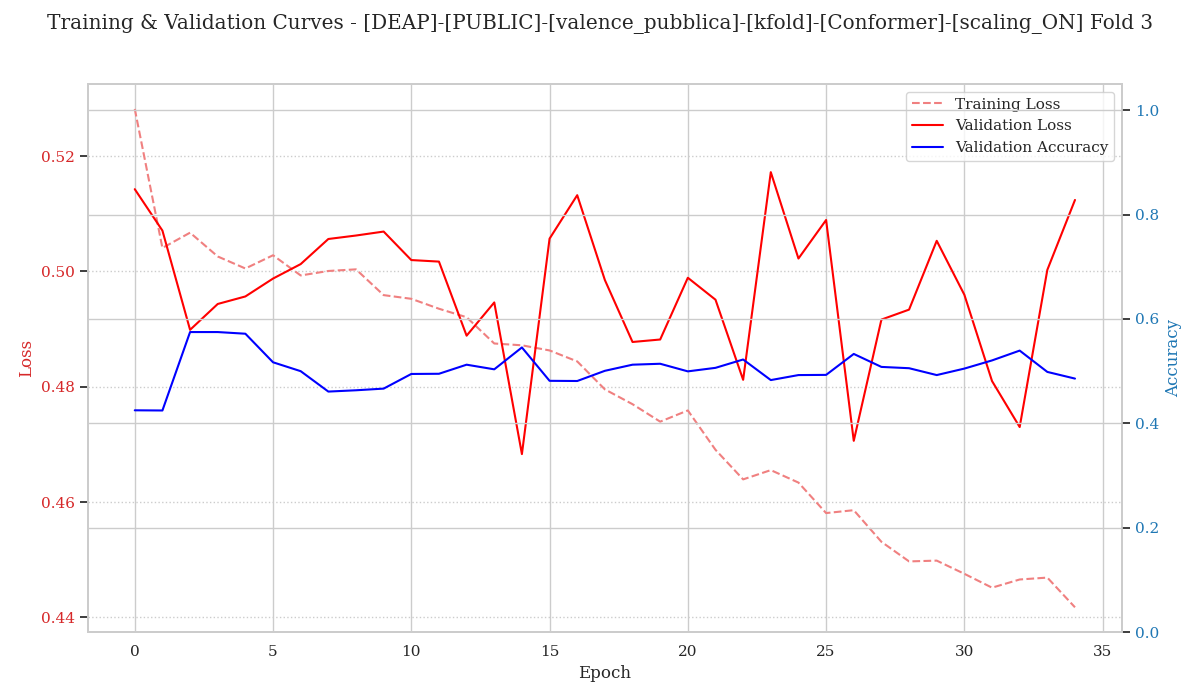 Training & Validation Curves - [DEAP]-[PUBLIC]-[valence_pubblica]-[kfold]-[Conformer]-[scaling_ON] Fold 3
Training Loss
Validation Loss
Validation Accuracy
Loss
0.52
0.50
0.48
0.46
0.44
1.0
0.8
0.6
0.4
0.2
0.0
Accuracy
0 5 10 15 20 25 30 35
Epoch